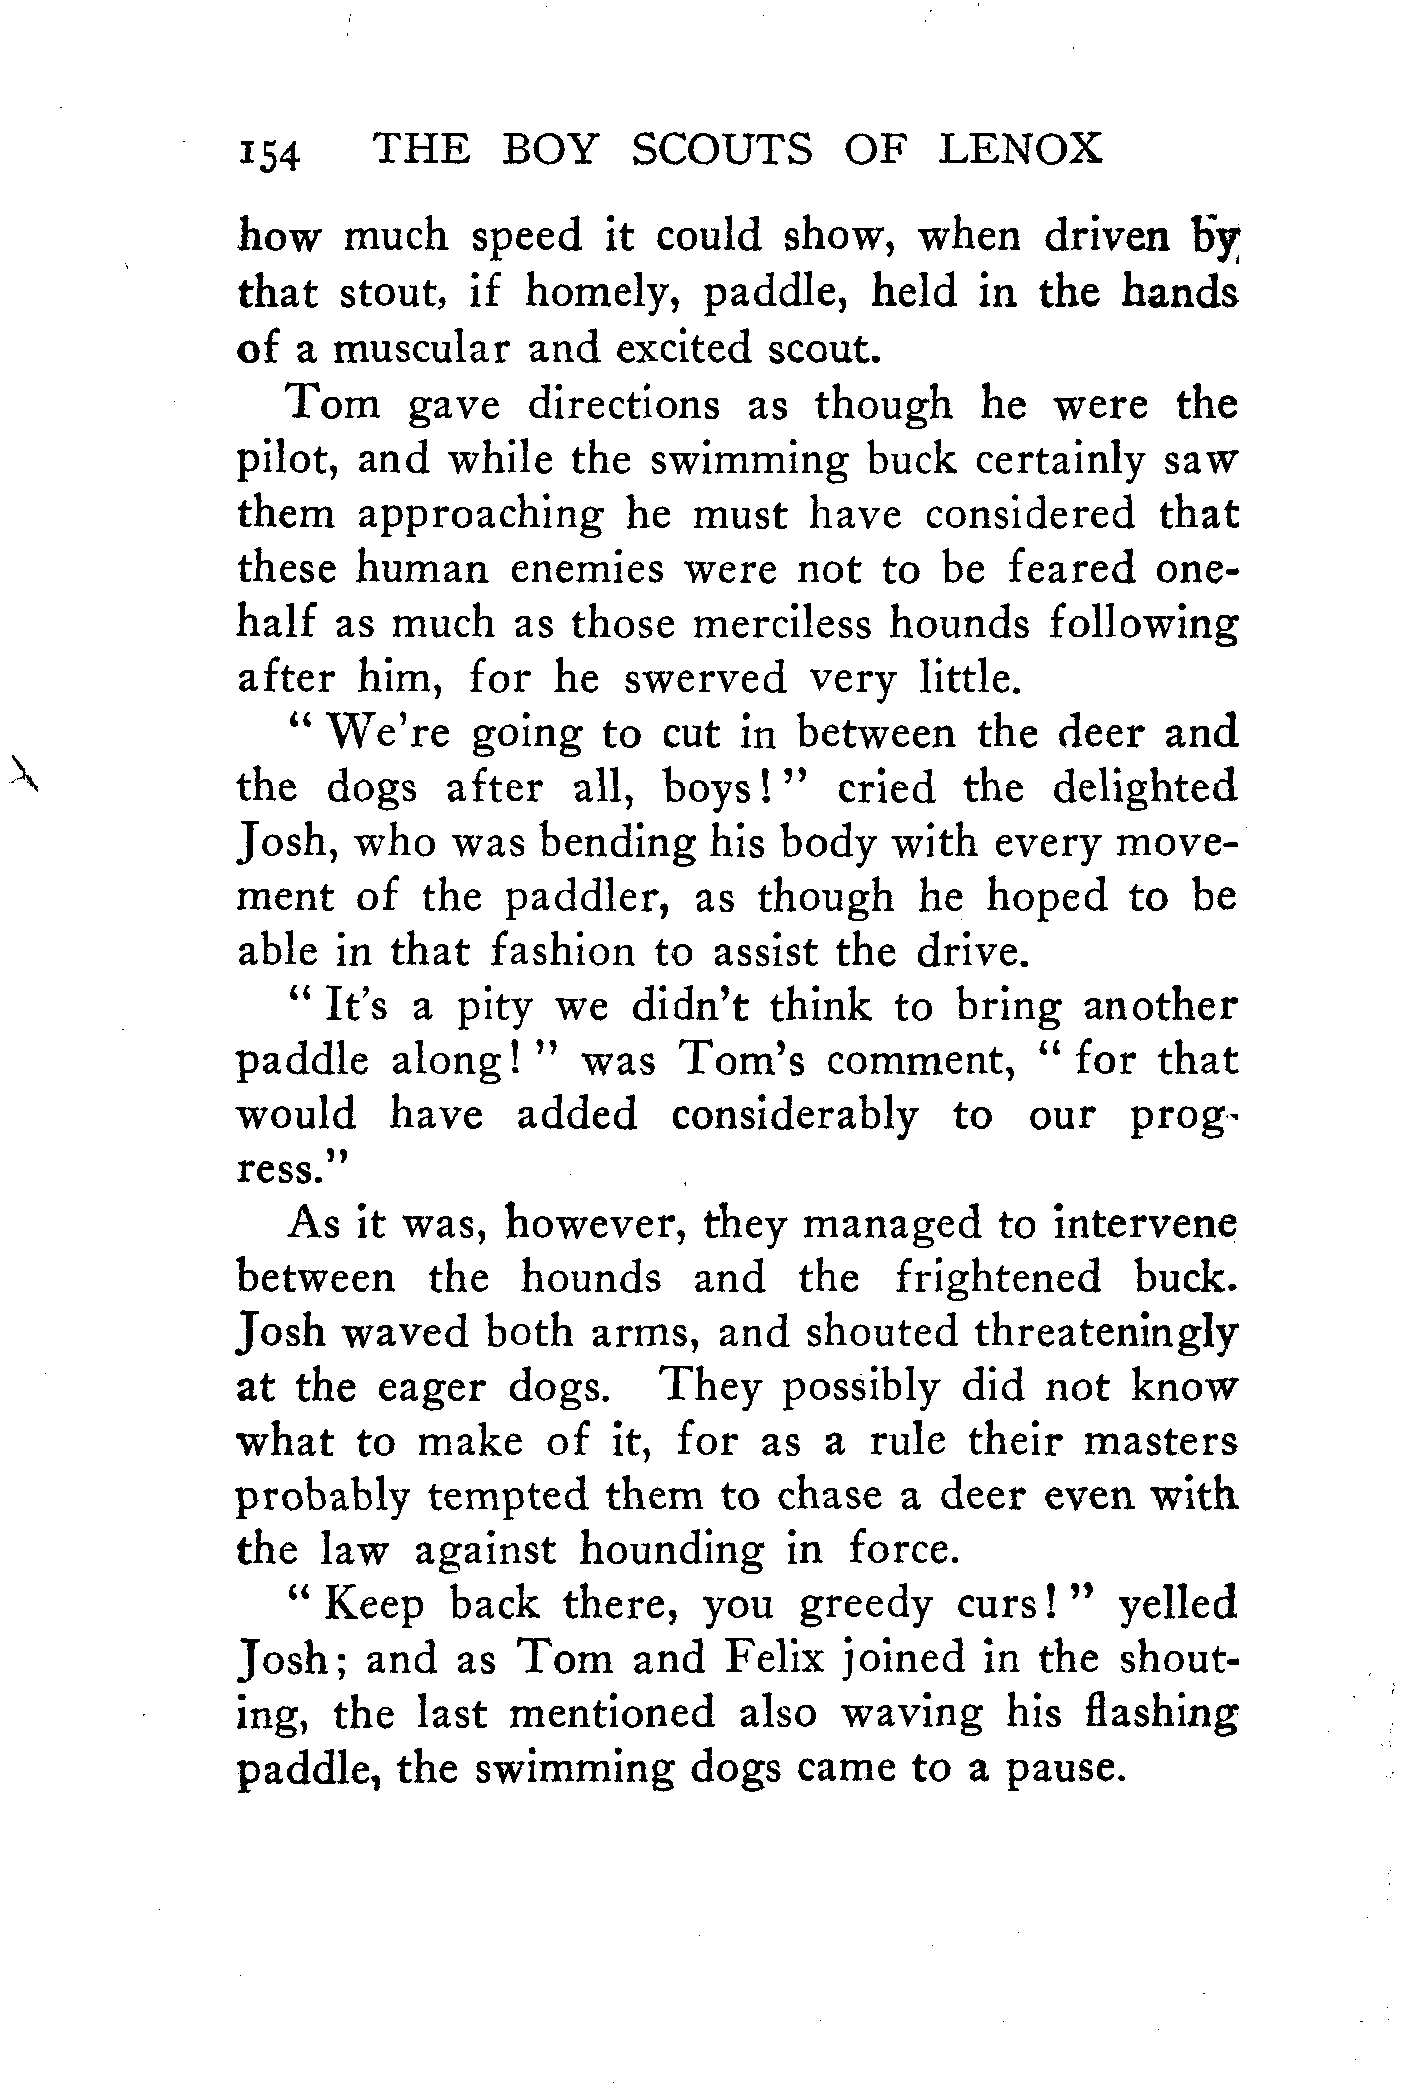 154 THE BOY SCOUTS OF LENOX
how much speed it could show, when driven by
that stout, if homely, paddle, held in the hands
of a muscular and excited scout.
Tom gave directions as though he were the
pilot, and while the swimming buck certainly saw
them approaching he must have considered that
these human enemies were not to be feared one-
half as much as those merciless hounds following
after him, for he swerved very little.
“ We’re going to cut in between the deer and
the dogs after all, boys! ” cried the delighted
Josh, who was bending his body with every move-
ment of the paddler, as though he hoped to be
able in that fashion to assist the drive.
“ It’s a pity we didn’t think to bring another
paddle along! ” was Tom’s comment, “ for that
would have added considerably to our prog-
ress.”
As it was, however, they managed to intervene
between the hounds and the frightened buck.
Josh waved both arms, and shouted threateningly
at the eager dogs. They possibly did not know
what to make of it, for as a rule their masters
probably tempted them to chase a deer even with
the law against hounding in force.
“ Keep back there, you greedy curs! ” yelled
Josh; and as Tom and Felix joined in the shout-
ing, the last mentioned also waving his flashing
paddle, the swimming dogs came to a pause.